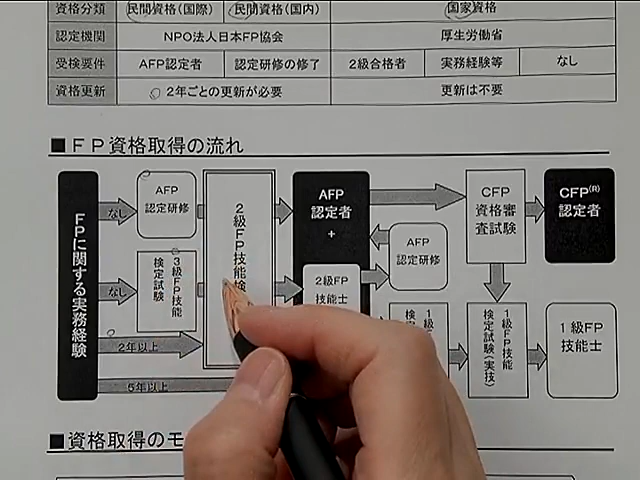 資格分類 民間資格(国際) 民間資格(国内) 国家資格
認定機関 NPO法人日本FP協会 厚生労働省
受検要件 AFP認定者 認定研修の修了 2級合格者 実務経験等 なし
資格更新 2年ごとの更新が必要 更新は不要
■FP資格取得の流れ
FPに関する実務経験
なし
AFP
認定研修
なし
3級FP技能
検定試験
2年以上
5年以上
2級FP技能検
AFP
認定者
+
2級FP
技能士
AFP
認定研修
CFP
資格審
査試験
CFP(R)
認定者
1級
検
1級FP技能
検定試験(実技)
1級FP
技能士
■資格取得のモ